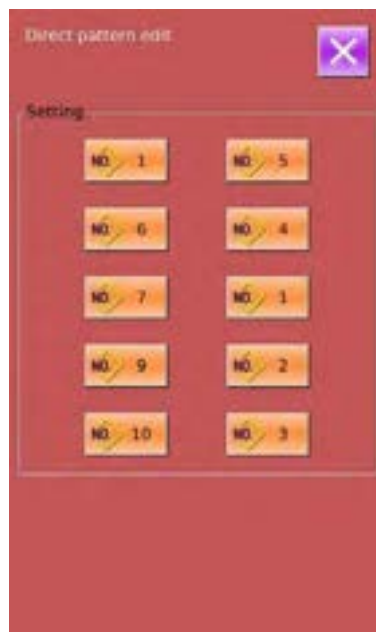 Direct pattern edit
Setting
NO. 1 NO. 5
NO. 6 NO. 4
NO. 7 NO. 1
NO. 9 NO. 2
NO. 10 NO. 3